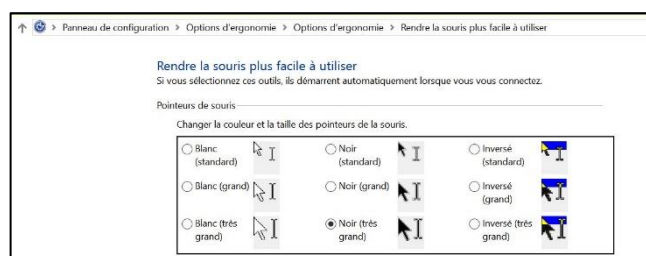 Panneau de configuration > Options d'ergonomie > Options d'ergonomie > Rendre la souris plus facile à utiliser
Rendre la souris plus facile à utiliser
Si vous sélectionnez ces outils, ils démarrent automatiquement lorsque vous vous connectez.
Pointeurs de souris
Changer la couleur et la taille des pointeurs de la souris.
Blanc (standard)
Noir (standard)
Inversé (standard)
Blanc (grand)
Noir (grand)
Inversé (grand)
Blanc (très grand)
Noir (très grand)
Inversé (très grand)